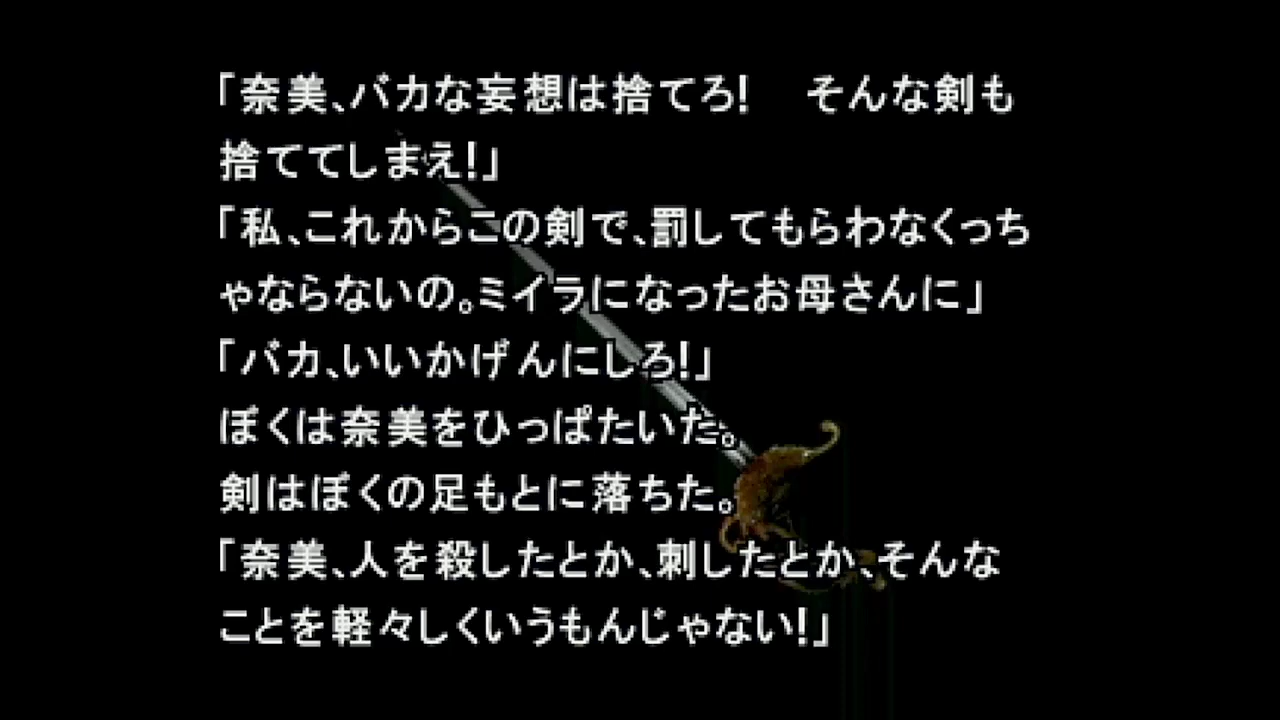 「奈美、バカな妄想は捨てろ!　そんな剣も
捨ててしまえ!」
「私、これからこの剣で、罰してもらわなくっち
ゃならないの。ミイラになったお母さんに」
「バカ、いいかげんにしろ!」
ぼくは奈美をひっぱたいた。
剣はぼくの足もとに落ちた。
「奈美、人を殺したとか、刺したとか、そんな
ことを軽々しくいうもんじゃない!」